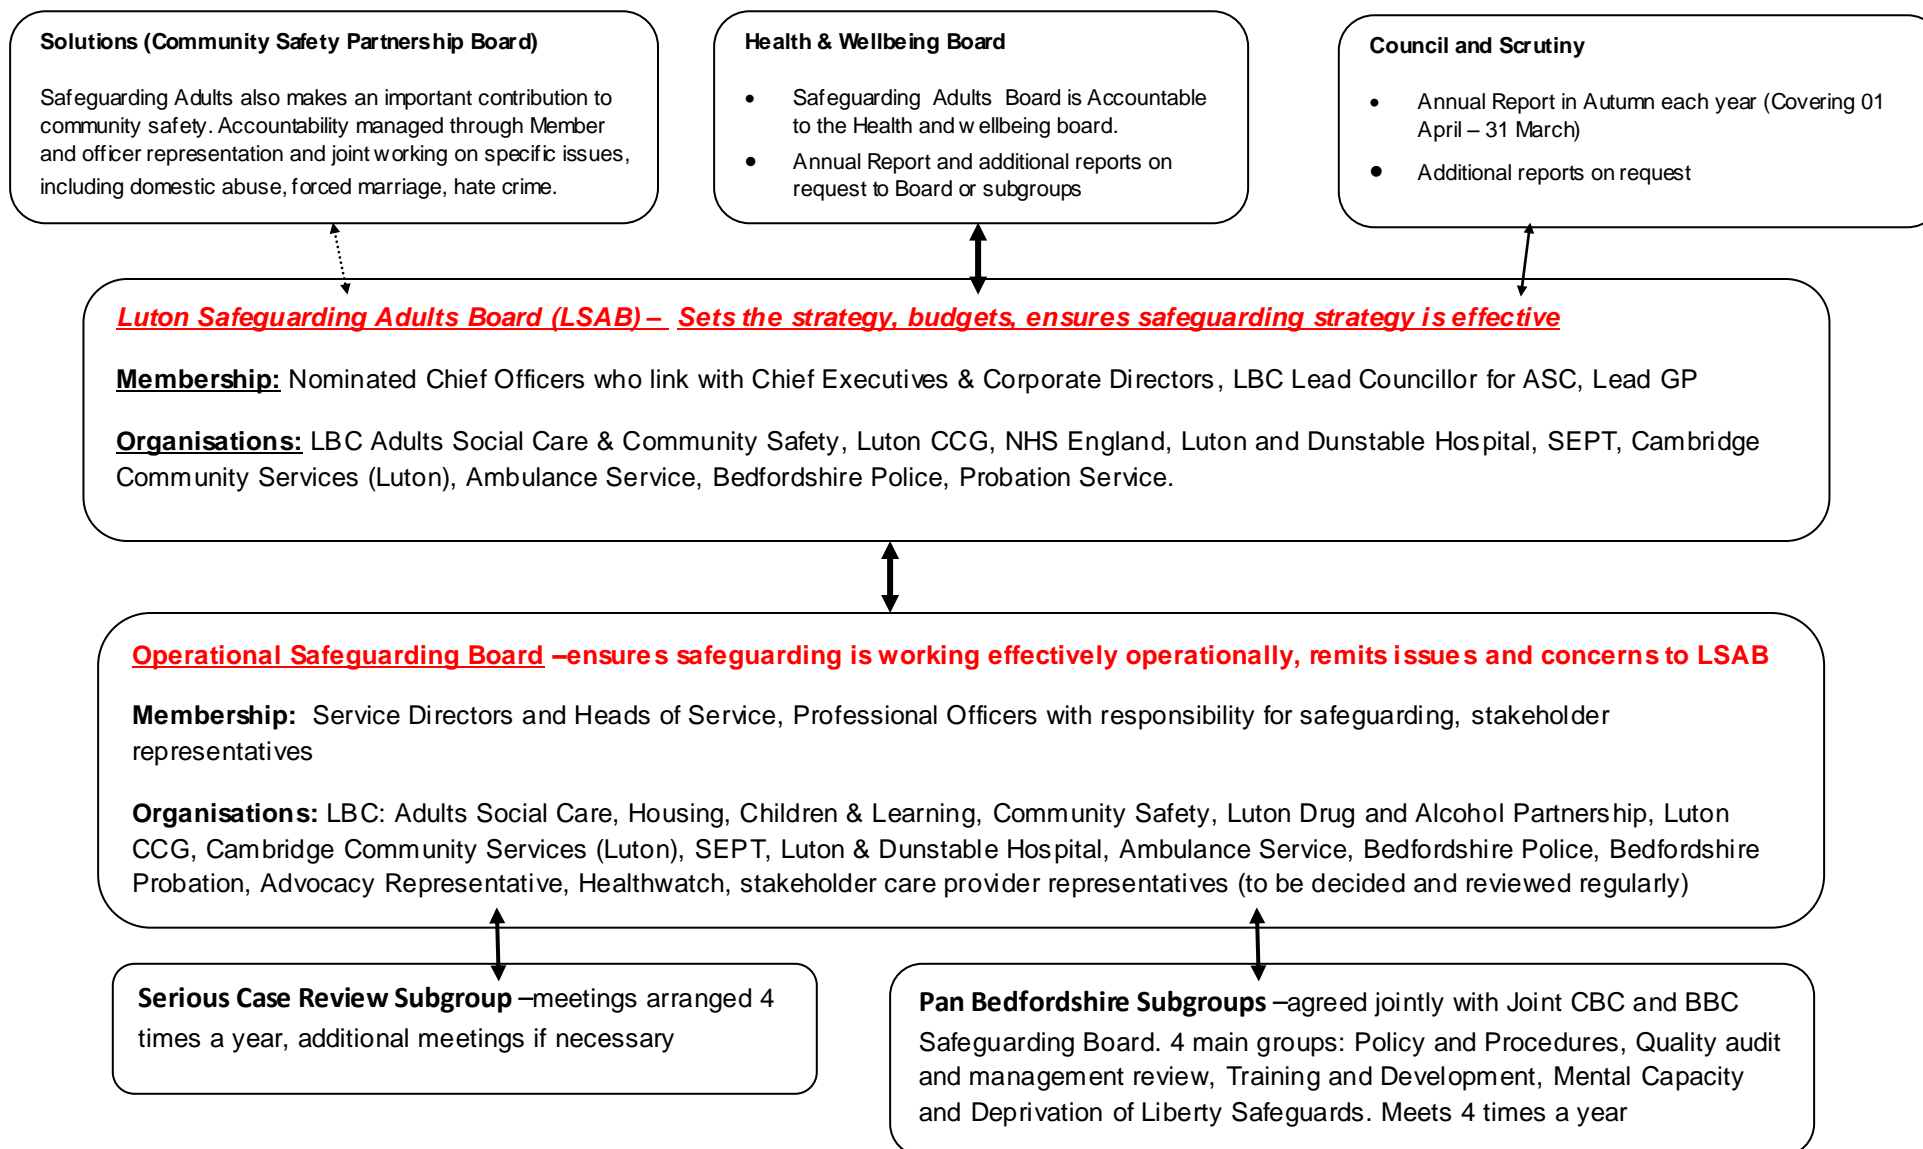 Solutions (Community Safety Partnership Board)
Safeguarding Adults also makes an important contribution to
community safety. Accountability managed through Member
and officer representation and joint working on specific issues,
including domestic abuse, forced marriage, hate crime.
Health & Wellbeing Board
• Safeguarding Adults Board is Accountable
to the Health and wellbeing board.
• Annual Report and additional reports on
request to Board or subgroups
Council and Scrutiny
• Annual Report in Autumn each year (Covering 01
April – 31 March)
• Additional reports on request
Luton Safeguarding Adults Board (LSAB) – Sets the strategy, budgets, ensures safeguarding strategy is effective
Membership: Nominated Chief Officers who link with Chief Executives & Corporate Directors, LBC Lead Councillor for ASC, Lead GP
Organisations: LBC Adults Social Care & Community Safety, Luton CCG, NHS England, Luton and Dunstable Hospital, SEPT, Cambridge
Community Services (Luton), Ambulance Service, Bedfordshire Police, Probation Service.
Operational Safeguarding Board –ensures safeguarding is working effectively operationally, remits issues and concerns to LSAB
Membership: Service Directors and Heads of Service, Professional Officers with responsibility for safeguarding, stakeholder
representatives
Organisations: LBC: Adults Social Care, Housing, Children & Learning, Community Safety, Luton Drug and Alcohol Partnership, Luton
CCG, Cambridge Community Services (Luton), SEPT, Luton & Dunstable Hospital, Ambulance Service, Bedfordshire Police, Bedfordshire
Probation, Advocacy Representative, Healthwatch, stakeholder care provider representatives (to be decided and reviewed regularly)
Serious Case Review Subgroup –meetings arranged 4
times a year, additional meetings if necessary
Pan Bedfordshire Subgroups –agreed jointly with Joint CBC and BBC
Safeguarding Board. 4 main groups: Policy and Procedures, Quality audit
and management review, Training and Development, Mental Capacity
and Deprivation of Liberty Safeguards. Meets 4 times a year